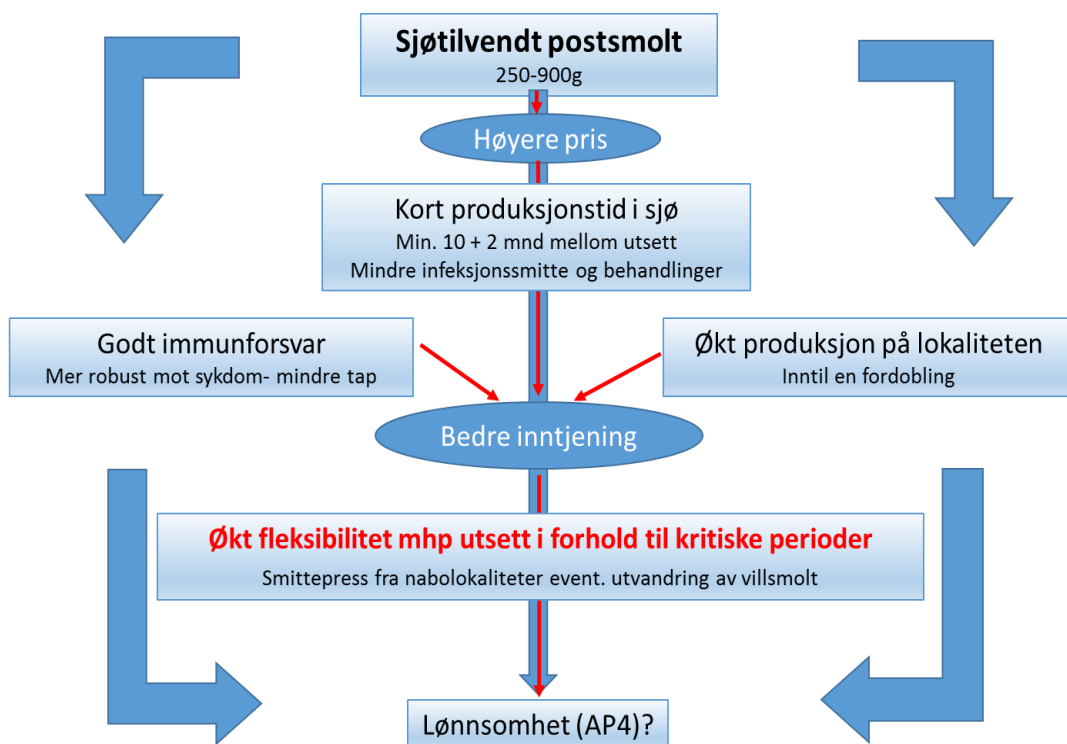 Sjøtilvendt postsmolt
250-900g
Høyere pris
Kort produksjonstid i sjø
Min. 10 + 2 mnd mellom utsett
Mindre infeksjonssmitte og behandlinger
Godt immunforsvar
Mer robust mot sykdom- mindre tap
Økt produksjon på lokaliteten
Inntil en fordobling
Bedre inntjening
Økt fleksibilitet mhp utsett i forhold til kritiske perioder
Smittepress fra nabolokaliteter event. utvandring av villsmolt
Lønnsomhet (AP4)?